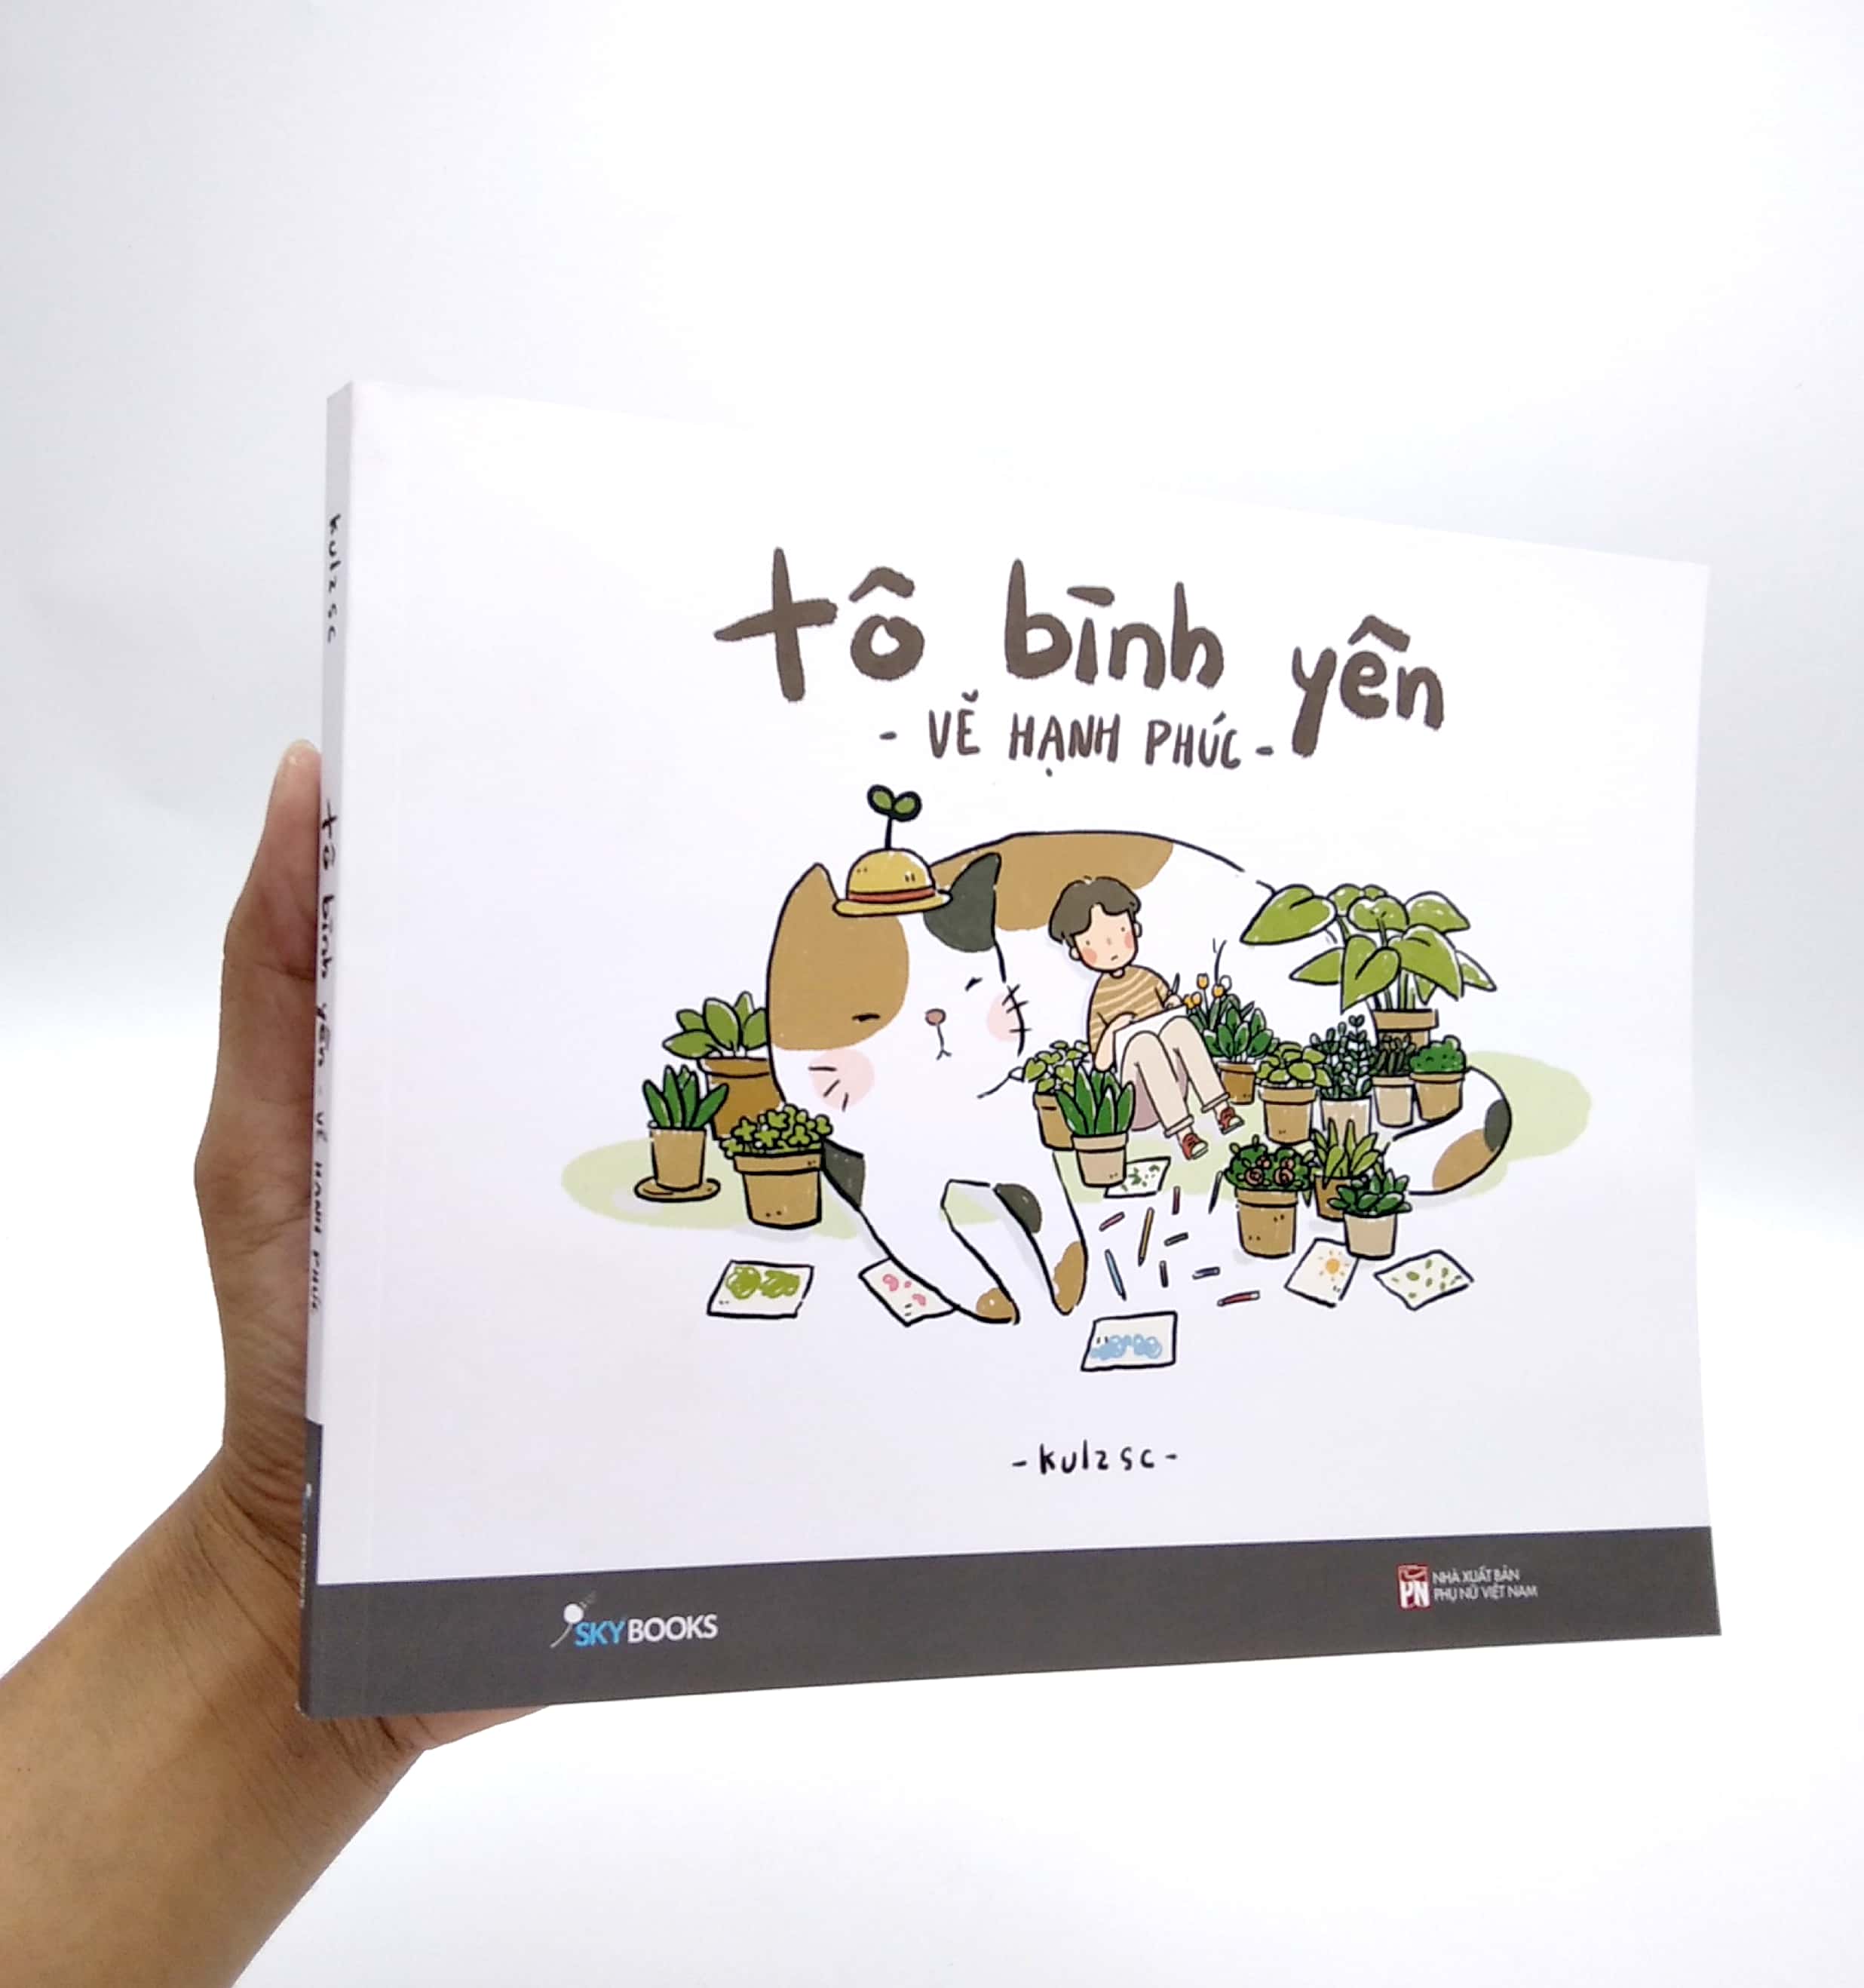 tô bình yên
- VẼ HẠNH PHÚC -
- kulzsc -
SKYBOOKS
PN
NHÀ XUẤT BẢN
PHỤ NỮ VIỆT NAM
kulzsc
tô bình yên - VẼ HẠNH PHÚC